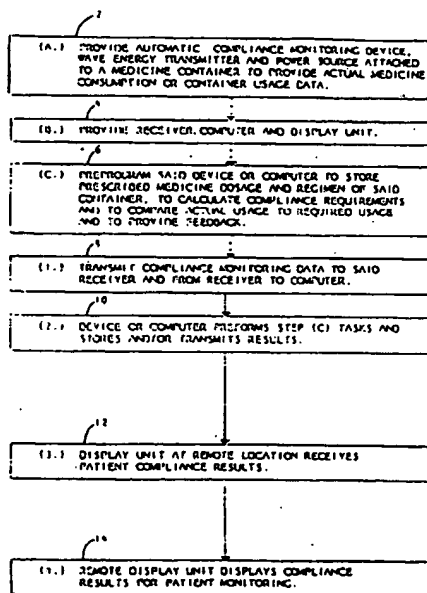 2
(A.) PROVIDE AUTOMATIC COMPLIANCE MONITORING DEVICE,
WAVE ENERGY TRANSMITTER AND POWER SOURCE ATTACHED
TO A MEDICINE CONTAINER TO PROVIDE ACTUAL MEDICINE
CONSUMPTION OR CONTAINER USAGE DATA.
4
(B.) PROVIDE RECEIVER, COMPUTER AND DISPLAY UNIT.
6
(C.) PREPROGRAM SAID DEVICE OR COMPUTER TO STORE
PRESCRIBED MEDICINE DOSAGE AND REGIMEN OF SAID
CONTAINER, TO CALCULATE COMPLIANCE REQUIREMENTS
AND TO COMPARE ACTUAL USAGE TO REQUIRED USAGE
AND TO PROVIDE FEEDBACK.
8
(1.) TRANSMIT COMPLIANCE MONITORING DATA TO SAID
RECEIVER AND FROM RECEIVER TO COMPUTER.
10
(2.) DEVICE OR COMPUTER PREFORMS STEP (C) TASKS AND
STORES AND/OR TRANSMITS RESULTS.
12
(3.) DISPLAY UNIT AT REMOTE LOCATION RECEIVES
PATIENT COMPLIANCE RESULTS.
14
(4.) REMOTE DISPLAY UNIT DISPLAYS COMPLIANCE
RESULTS FOR PATIENT MONITORING.